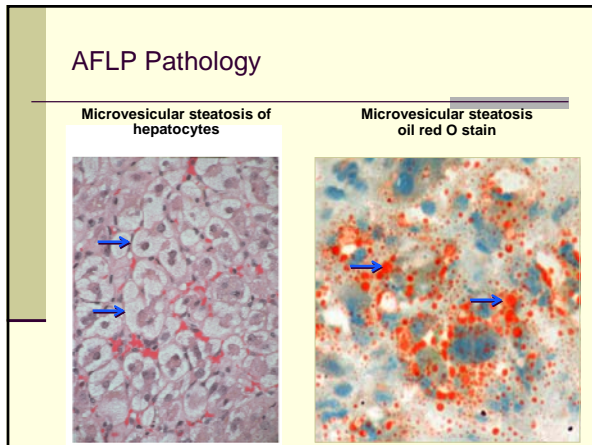 AFLP Pathology
Microvesicular steatosis of
hepatocytes
Microvesicular steatosis
oil red O stain